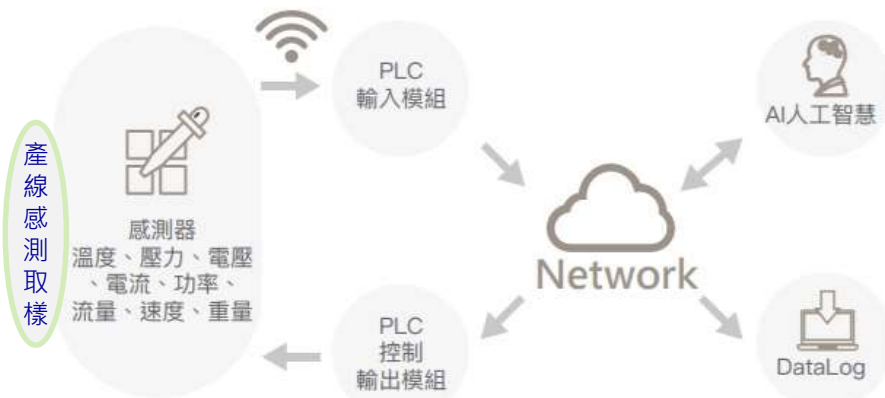 產線感測取樣
感測器
溫度、壓力、電壓
、電流、功率、
流量、速度、重量
PLC
輸入模組
PLC
控制
輸出模組
Network
AI人工智慧
DataLog